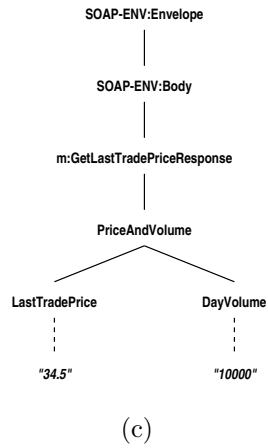 SOAP-ENV:Envelope
SOAP-ENV:Body
m:GetLastTradePriceResponse
PriceAndVolume
LastTradePrice DayVolume
"34.5" "10000"
(c)